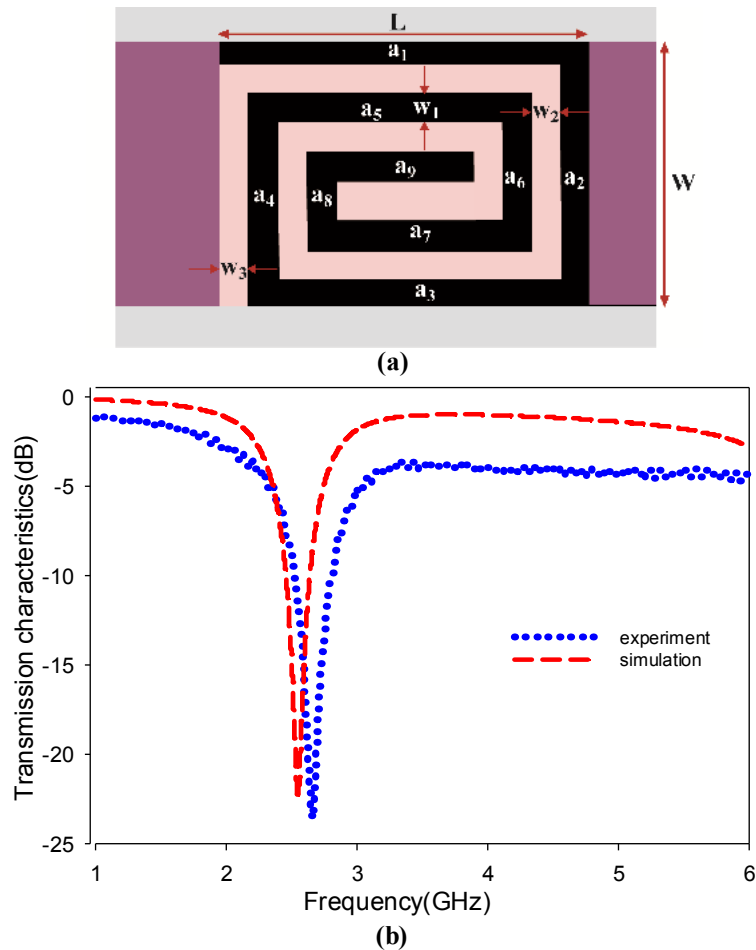 L
a1
a5
w1
w2
a9
a6
a2
W
a4
a8
a7
w3
a3
(a)
Transmission characteristics(dB)
0
-5
-10
-15
-20
-25
experiment
simulation
1 2 3 4 5 6
Frequency(GHz)
(b)